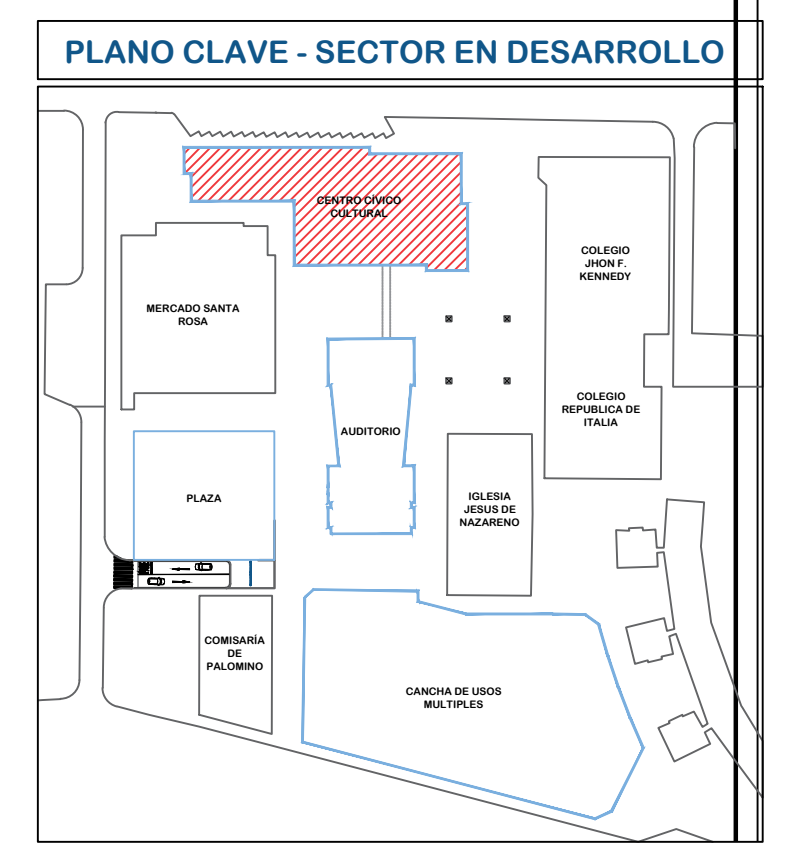 PLANO CLAVE - SECTOR EN DESARROLLO
CENTRO CÍVICO
CULTURAL
COLEGIO
JHON F.
KENNEDY
MERCADO SANTA
ROSA
COLEGIO
REPUBLICA DE
ITALIA
AUDITORIO
PLAZA
IGLESIA
JESUS DE
NAZARENO
COMISARÍA
DE
PALOMINO
CANCHA DE USOS
MULTIPLES